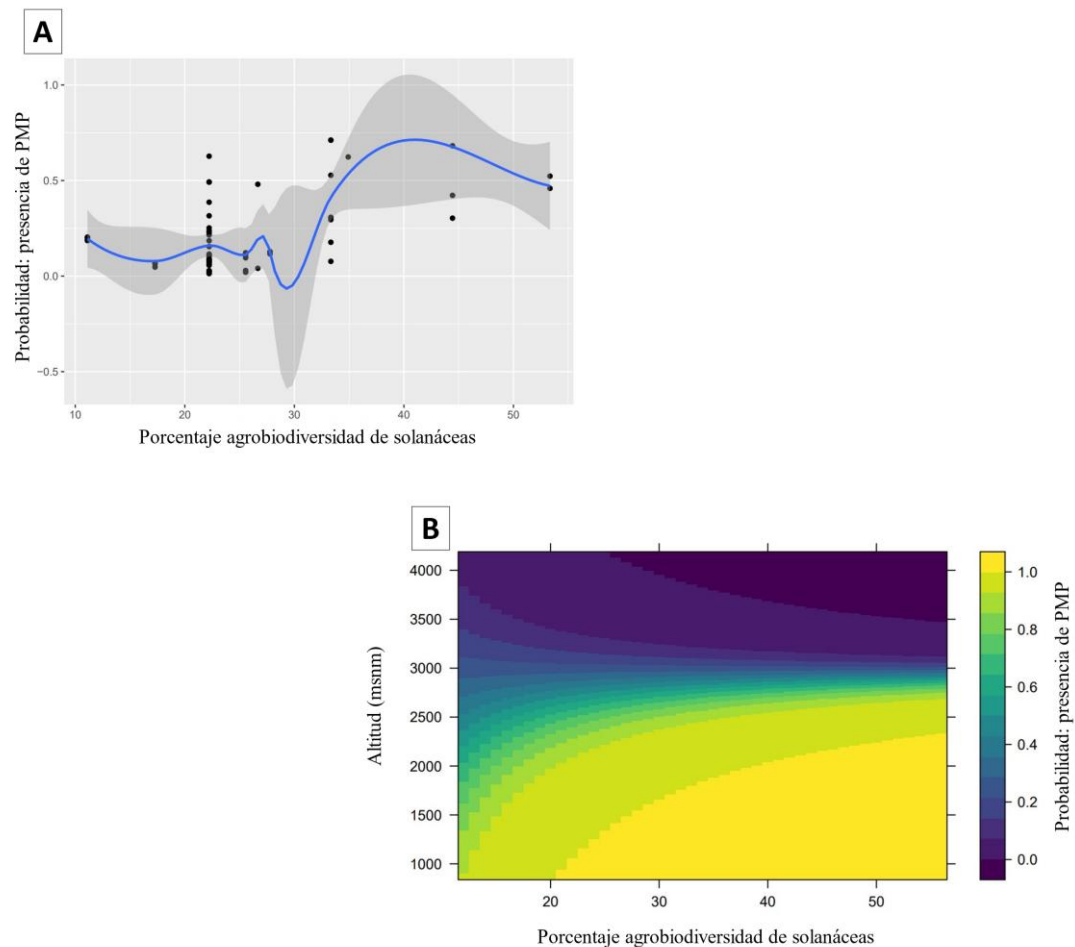 A
Probabilidad: presencia de PMP
1.0
0.5
0.0
−0.5
10 20 30 40 50
Porcentaje agrobiodiversidad de solanáceas
B
Altitud (msnm)
4000
3500
3000
2500
2000
1500
1000
20 30 40 50
Porcentaje agrobiodiversidad de solanáceas
1.0
0.8
0.6
0.4
0.2
0.0
Probabilidad: presencia de PMP